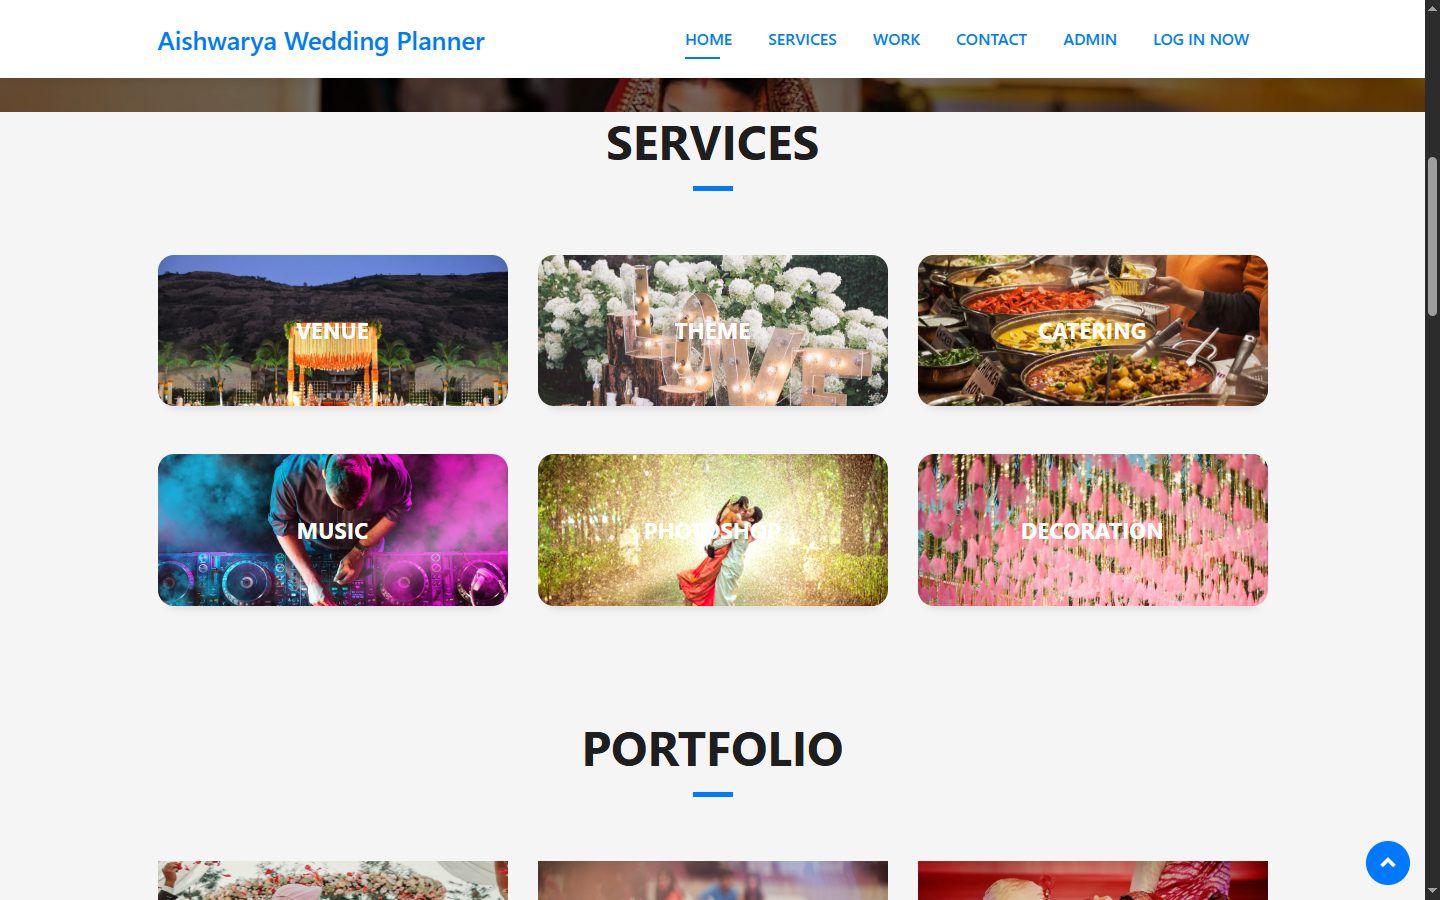 Aishwarya Wedding Planner
HOME SERVICES WORK CONTACT ADMIN LOG IN NOW
SERVICES
VENUE THEME CATERING
LOVE
MUSIC PHOTOSHOP DECORATION
PORTFOLIO